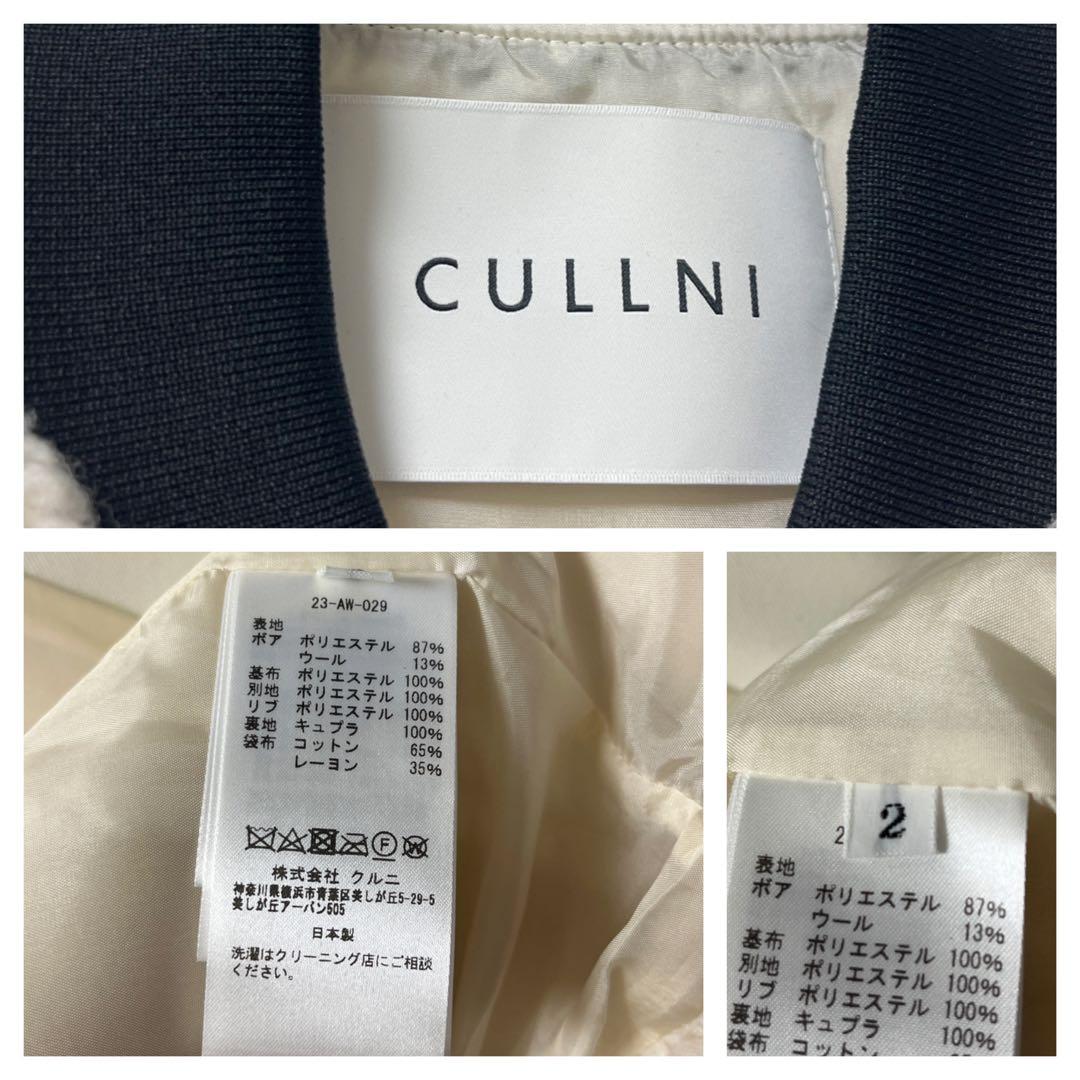 CULLNI
23-AW-029
表地
ボア ポリエステル 87%
ウール 13%
基布 ポリエステル 100%
別地 ポリエステル 100%
リブ ポリエステル 100%
裏地 キュプラ 100%
袋布 コットン 65%
レーヨン 35%
株式会社 クルニ
神奈川県横浜市青葉区美しが丘5-29-5
美しが丘アーバン505
日本製
洗濯はクリーニング店にご相談
ください。
2
2
表地
ボア ポリエステル 87%
ウール 13%
基布 ポリエステル 100%
別地 ポリエステル 100%
リブ ポリエステル 100%
裏地 キュプラ 100%
袋布 コットン